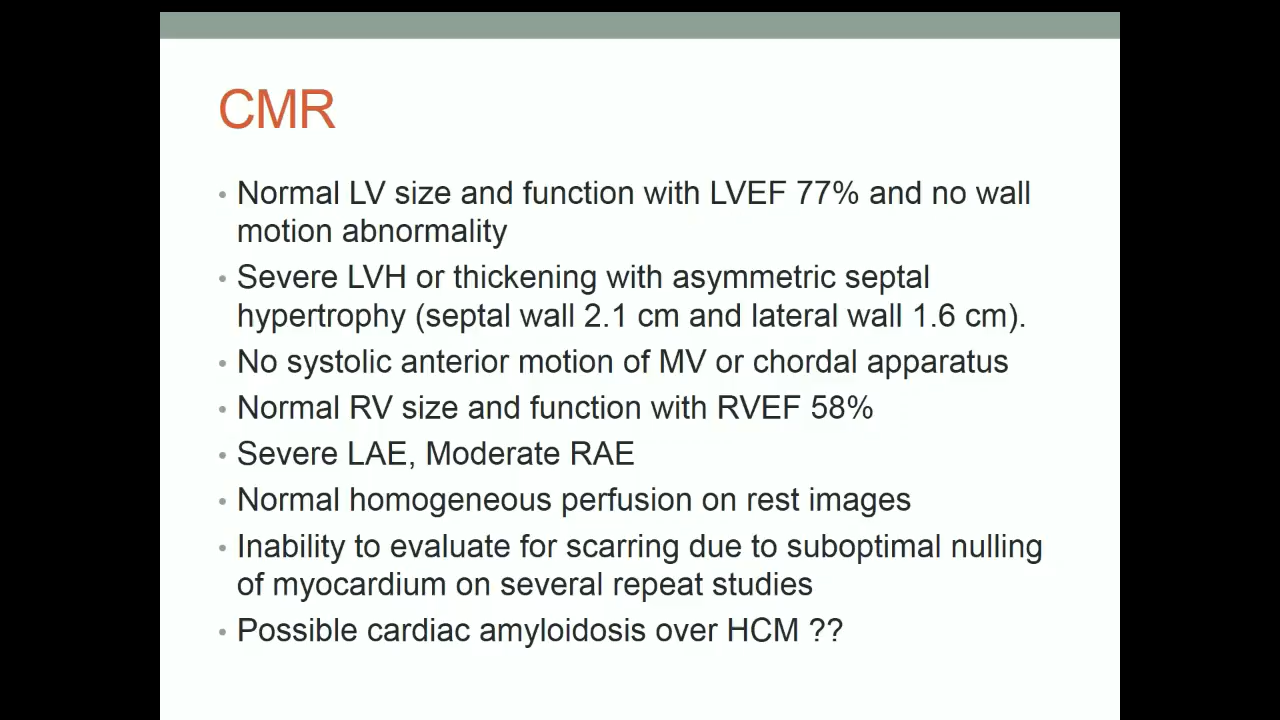 CMR
• Normal LV size and function with LVEF 77% and no wall
motion abnormality
• Severe LVH or thickening with asymmetric septal
hypertrophy (septal wall 2.1 cm and lateral wall 1.6 cm).
• No systolic anterior motion of MV or chordal apparatus
• Normal RV size and function with RVEF 58%
• Severe LAE, Moderate RAE
• Normal homogeneous perfusion on rest images
• Inability to evaluate for scarring due to suboptimal nulling
of myocardium on several repeat studies
• Possible cardiac amyloidosis over HCM ??